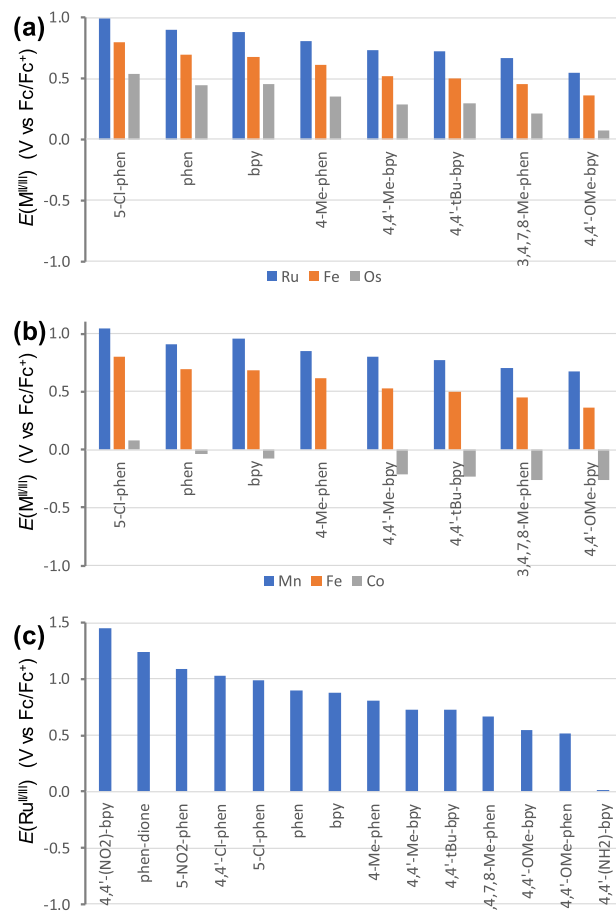 (a)
E(Mᴵᴵ/ᴵᴵᴵ) (V vs Fc/Fc⁺)
1.0
0.5
0.0
-0.5
-1.0
5-Cl-phen
phen
bpy
4-Me-phen
4,4'-Me-bpy
4,4'-tBu-bpy
3,4,7,8-Me-phen
4,4'-OMe-bpy
Ru Fe Os
(b)
E(Mᴵᴵ/ᴵᴵᴵ) (V vs Fc/Fc⁺)
1.0
0.5
0.0
-0.5
-1.0
5-Cl-phen
phen
bpy
4-Me-phen
4,4'-Me-bpy
4,4'-tBu-bpy
3,4,7,8-Me-phen
4,4'-OMe-bpy
Mn Fe Co
(c)
E(Ruᴵᴵ/ᴵᴵᴵ) (V vs Fc/Fc⁺)
1.5
1.0
0.5
0.0
-0.5
-1.0
4,4'-(NO2)-bpy
phen-dione
5-NO2-phen
4,4'-Cl-phen
5-Cl-phen
phen
bpy
4-Me-phen
4,4'-Me-bpy
4,4'-tBu-bpy
,4,7,8-Me-phen
4,4'-OMe-bpy
4,4'-OMe-phen
4,4'-(NH2)-bpy